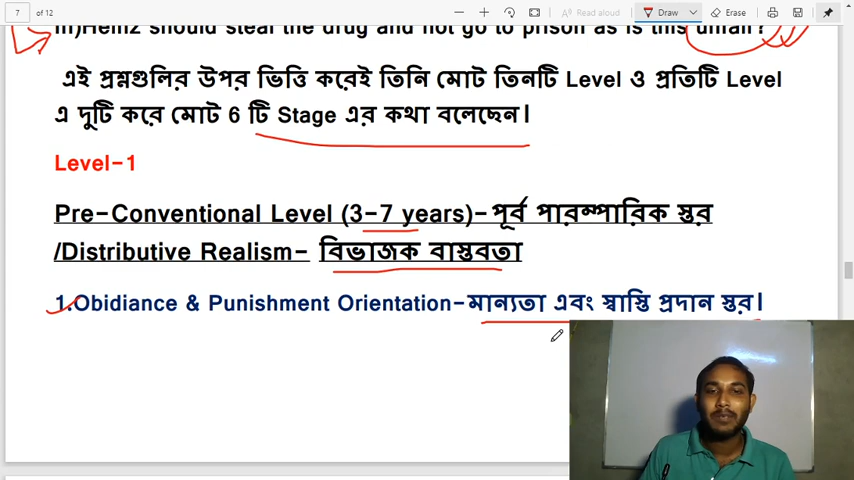 7 of 12
Read aloud
Draw
Erase
III)Heinz should steal the drug and not go to prison as is this unfair?
এই প্রশ্নগুলির উপর ভিত্তি করেই তিনি মোট তিনটি Level ও প্রতিটি Level
এ দুটি করে মোট 6 টি Stage এর কথা বলেছেন।
Level-1
Pre-Conventional Level (3-7 years)-পূর্ব পারম্পারিক স্তর
/Distributive Realism- বিভাজক বাস্তবতা
1.Obidiance & Punishment Orientation-মান্যতা এবং স্বাস্তি প্রদান স্তর।